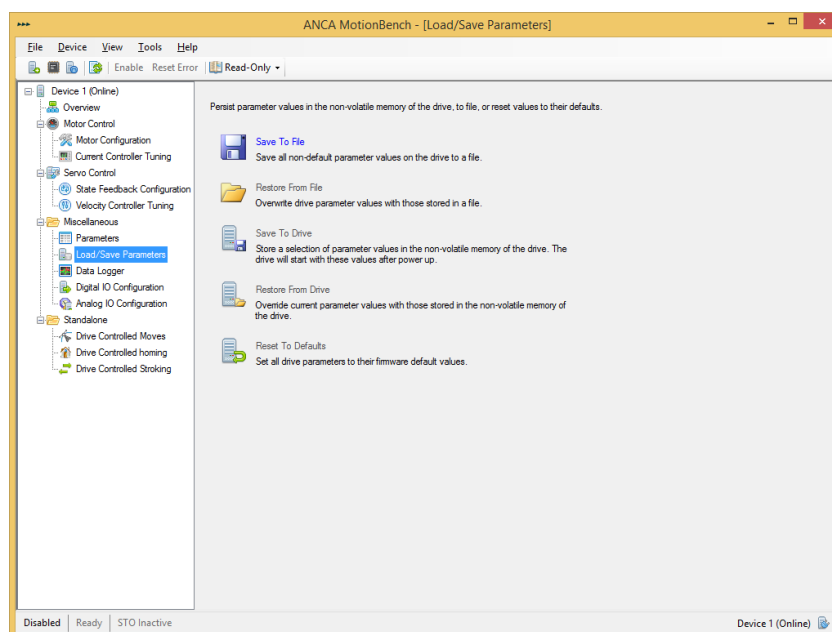 ANCA MotionBench - [Load/Save Parameters]
File Device View Tools Help
Enable Reset Error Read-Only
Device 1 (Online)
Overview
Motor Control
Motor Configuration
Current Controller Tuning
Servo Control
State Feedback Configuration
Velocity Controller Tuning
Miscellaneous
Parameters
Load/Save Parameters
Data Logger
Digital IO Configuration
Analog IO Configuration
Standalone
Drive Controlled Moves
Drive Controlled homing
Drive Controlled Stroking
Persist parameter values in the non-volatile memory of the drive, to file, or reset values to their defaults.
Save To File
Save all non-default parameter values on the drive to a file.
Restore From File
Overwrite drive parameter values with those stored in a file.
Save To Drive
Store a selection of parameter values in the non-volatile memory of the drive. The
drive will start with these values after power up.
Restore From Drive
Override current parameter values with those stored in the non-volatile memory of
the drive.
Reset To Defaults
Set all drive parameters to their firmware default values.
Disabled Ready STO Inactive Device 1 (Online)